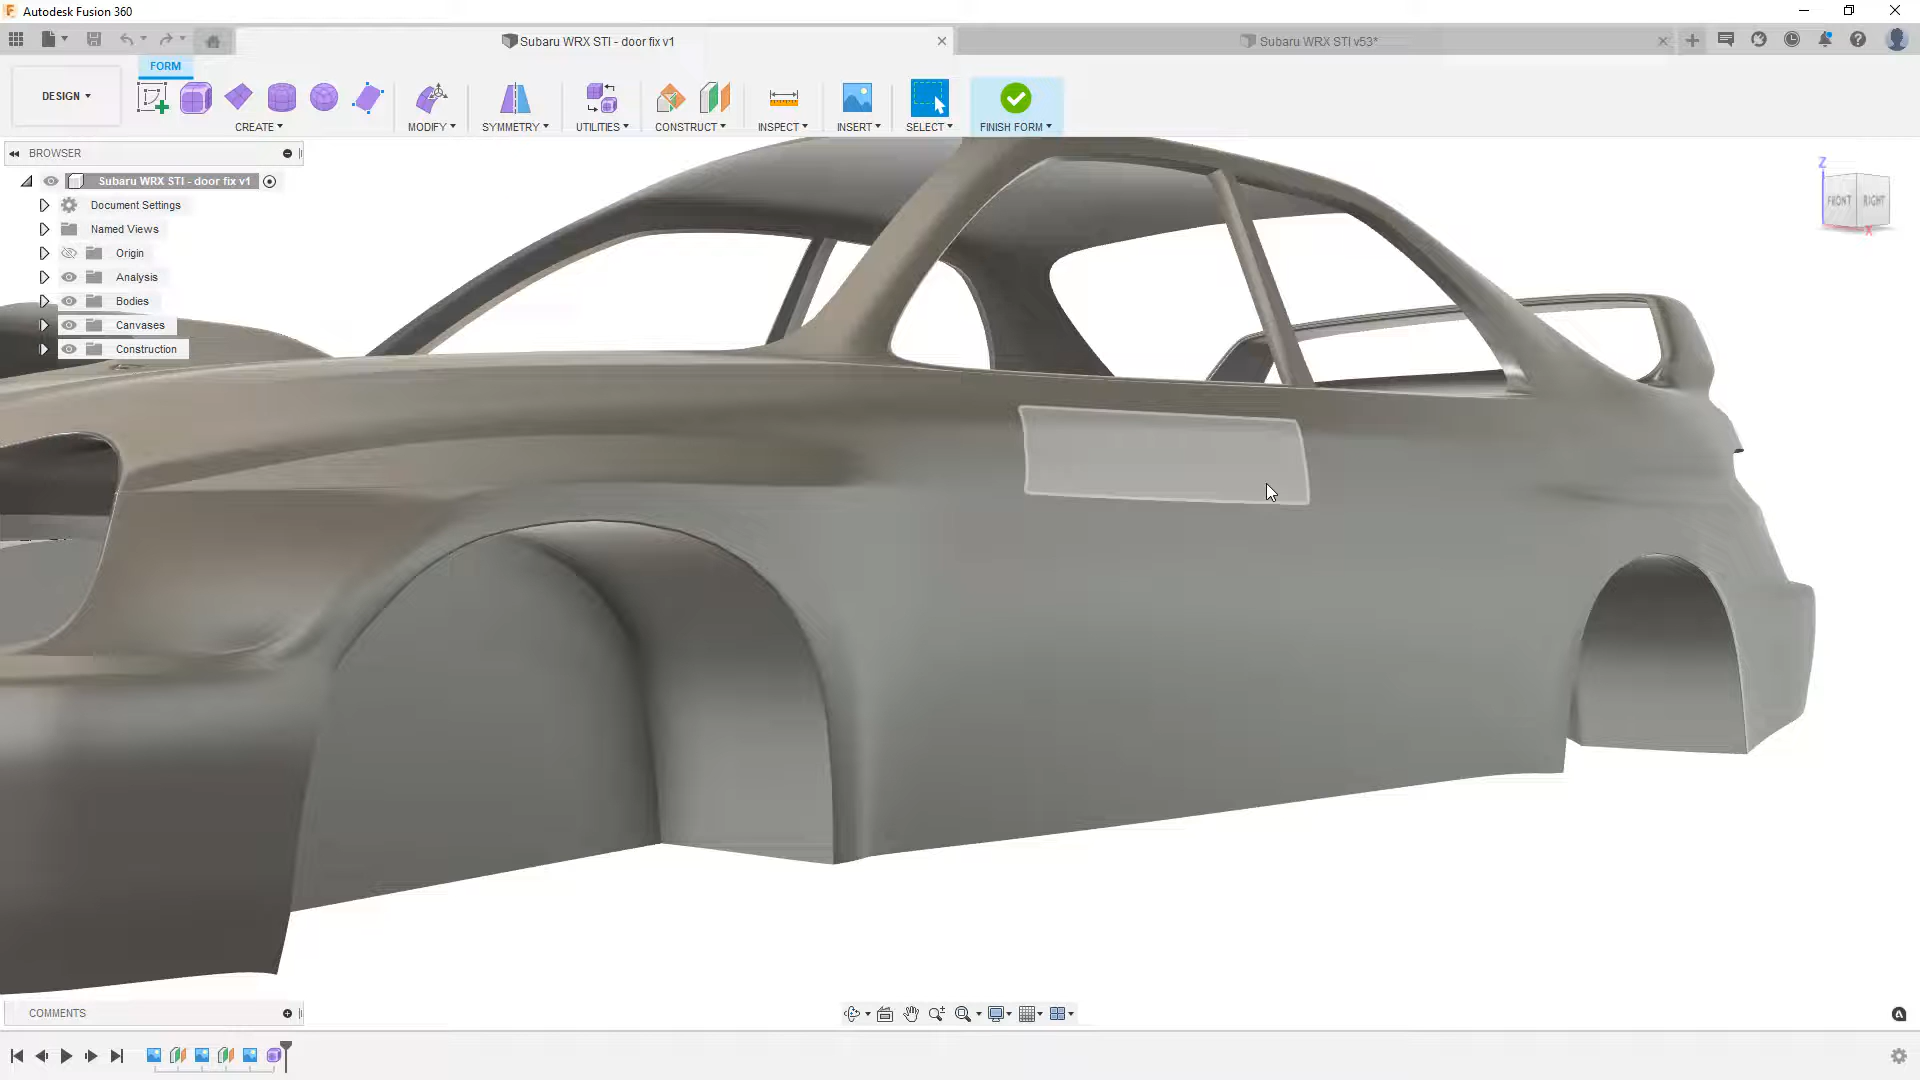 Autodesk Fusion 360
Subaru WRX STI - door fix v1
Subaru WRX STI v53*
FORM
DESIGN
CREATE
MODIFY
SYMMETRY
UTILITIES
CONSTRUCT
INSPECT
INSERT
SELECT
FINISH FORM
BROWSER
Subaru WRX STI - door fix v1
Document Settings
Named Views
Origin
Analysis
Bodies
Canvases
Construction
Z
FRONT
RIGHT
X
COMMENTS